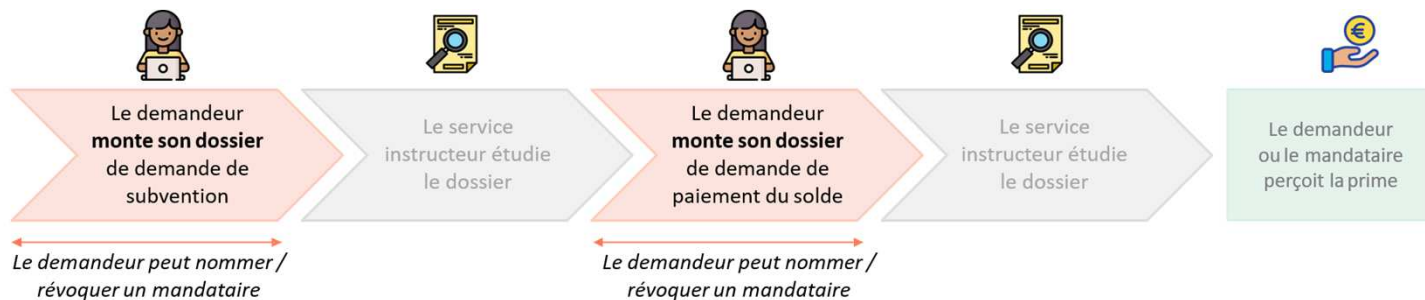 Le demandeur
monte son dossier
de demande de
subvention
Le service
instructeur étudie
le dossier
Le demandeur
monte son dossier
de demande de
paiement du solde
Le service
instructeur étudie
le dossier
Le demandeur
ou le mandataire
perçoit la prime
Le demandeur peut nommer /
révoquer un mandataire
Le demandeur peut nommer /
révoquer un mandataire